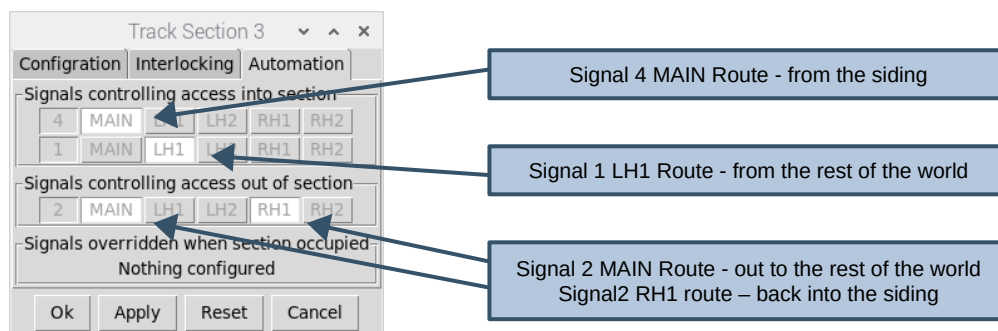 Track Section 3
Configration Interlocking Automation
Signals controlling access into section
4 MAIN LH1 LH2 RH1 RH2
1 MAIN LH1 LH2 RH1 RH2
Signals controlling access out of section
2 MAIN LH1 LH2 RH1 RH2
Signals overridden when section occupied
Nothing configured
Ok Apply Reset Cancel
Signal 4 MAIN Route - from the siding
Signal 1 LH1 Route - from the rest of the world
Signal 2 MAIN Route - out to the rest of the world
Signal2 RH1 route – back into the siding